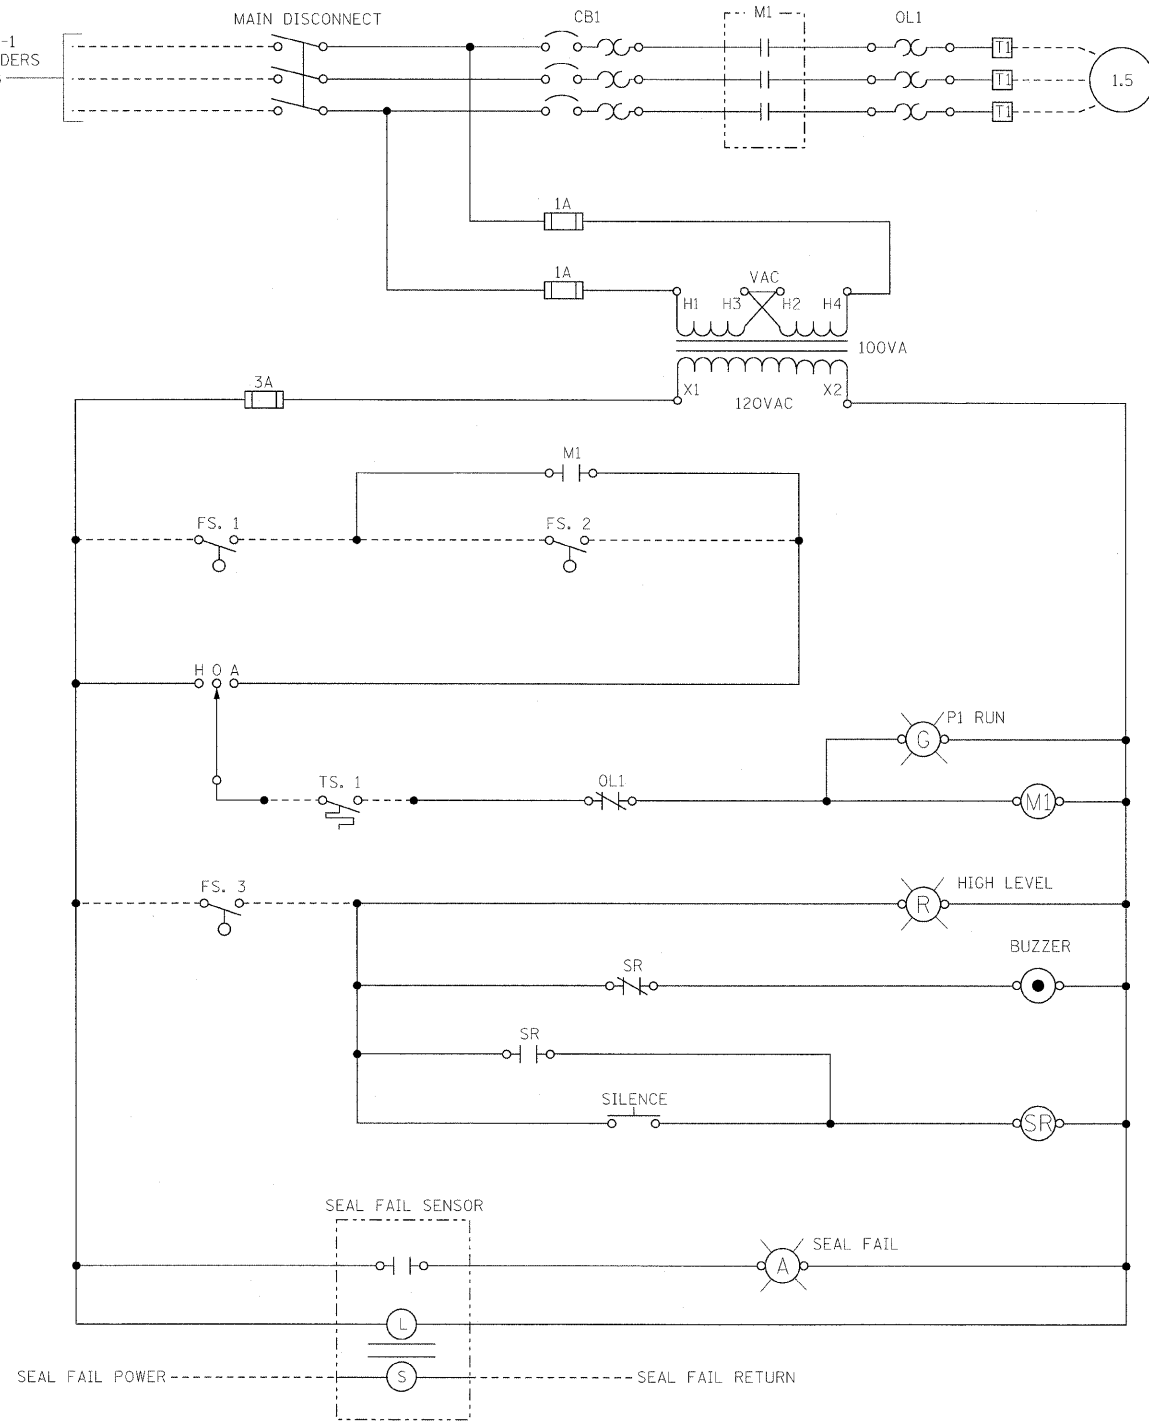 MAIN DISCONNECT
CB1
M1
OL1
-1
DERS
T1
T1
T1
1.5
1A
1A
VAC
H1 H3 H2 H4
100VA
3A
X1 X2
120VAC
M1
FS. 1
FS. 2
H O A
P1 RUN
G
TS. 1
OL1
M1
FS. 3
HIGH LEVEL
R
BUZZER
SR
SR
SILENCE
SR
SEAL FAIL SENSOR
SEAL FAIL
A
L
SEAL FAIL POWER
S
SEAL FAIL RETURN